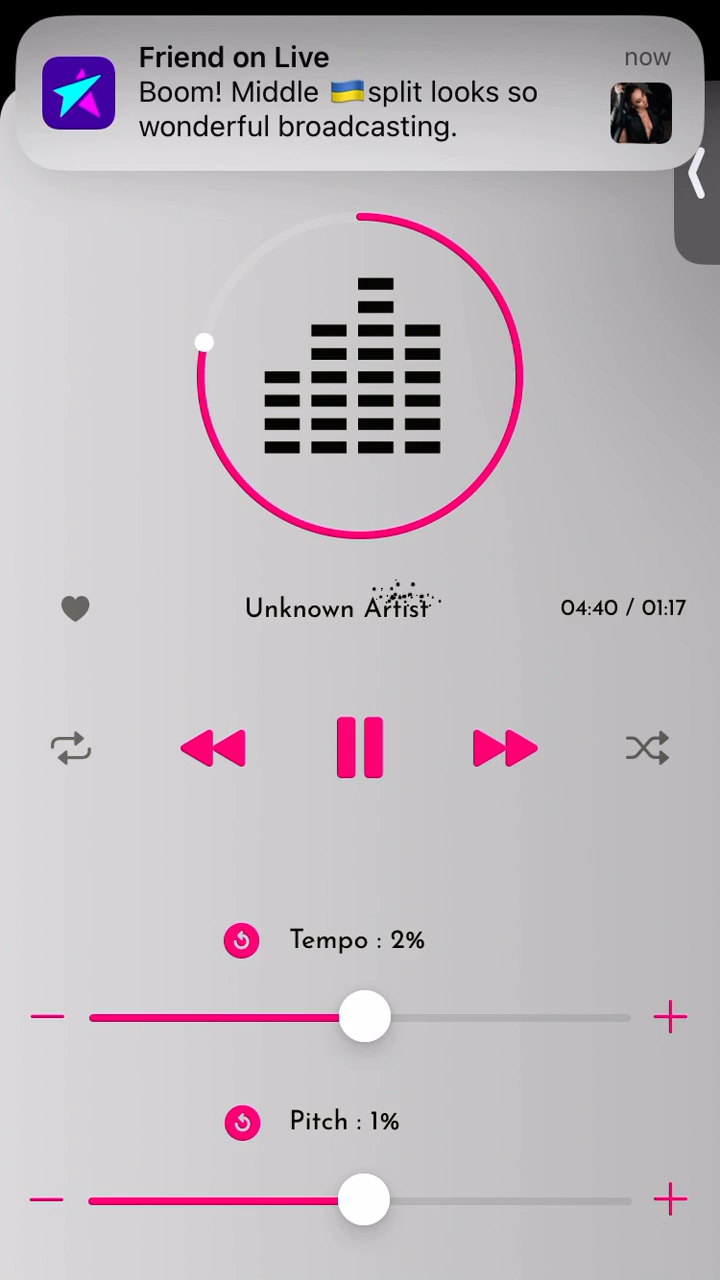 Friend on Live
now
Boom! Middle 🇺🇦split looks so
wonderful broadcasting.
Unknown Artist
04:40 / 01:17
Tempo : 2%
Pitch : 1%